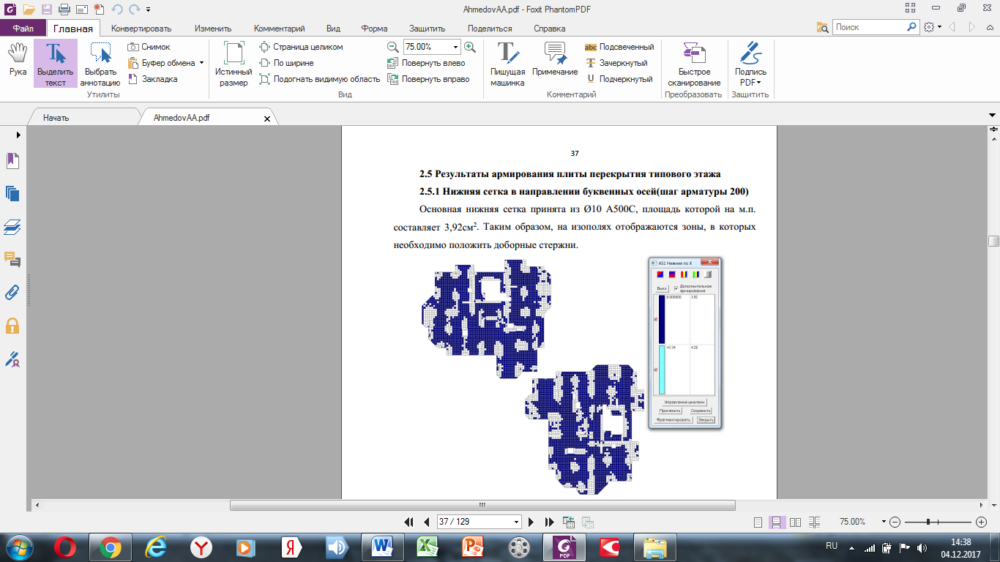 AhmedovAA.pdf - Foxit PhantomPDF
Файл Главная Конвертировать Изменить Комментарий Вид Форма Защитить Поделиться Справка Поиск
Рука
Выделить
текст
Выбрать
аннотацию
Снимок
Буфер обмена
Закладка
Утилиты
Истинный
размер
Страница целиком
По ширине
Подогнать видимую область
75.00%
Повернуть влево
Повернуть вправо
Вид
Пишущая
машинка
Примечание
Подсвеченный
Зачеркнутый
Подчеркнутый
Комментарий
Быстрое
сканирование
Преобразовать
Подпись
PDF
Защитить
Начать AhmedovAA.pdf
37
2.5 Результаты армирования плиты перекрытия типового этажа
2.5.1 Нижняя сетка в направлении буквенных осей(шаг арматуры 200)
Основная нижняя сетка принята из Ø10 А500С, площадь которой на м.п.
составляет 3,92см². Таким образом, на изополях отображаются зоны, в которых
необходимо положить доборные стержни.
AS1 Нижняя по X
Выкл
Дополнительное
армирование
0.000000 3.92
+0.34 4.26
Управление шкалами
Применить Сохранить
Фрагментировать Закрыть
37 / 129
75.00%
RU
14:38
04.12.2017